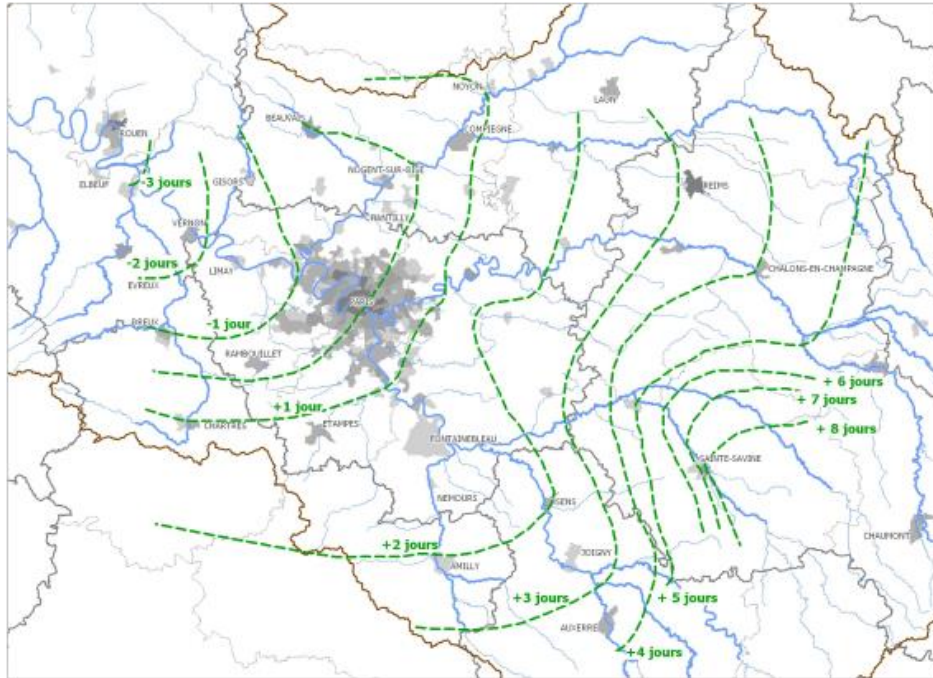 NOYON
LAON
BEAUVAIS
ROUEN
COMPIEGNE
NOGENT-SUR-OISE
ELBEUF
-3 jours
GISORS
REIMS
CHANTILLY
VERNON
-2 jours
LIMAY
CHALONS-EN-CHAMPAGNE
EVREUX
PARIS
DREUX
-1 jour
RAMBOUILLET
+ 6 jours
+ 7 jours
+1 jour
CHARTRES
ETAMPES
+ 8 jours
FONTAINEBLEAU
SAINTE-SAVINE
NEMOURS
SENS
CHAUMONT
+2 jours
JOIGNY
AMILLY
+3 jours
+ 5 jours
AUXERRE
+4 jours